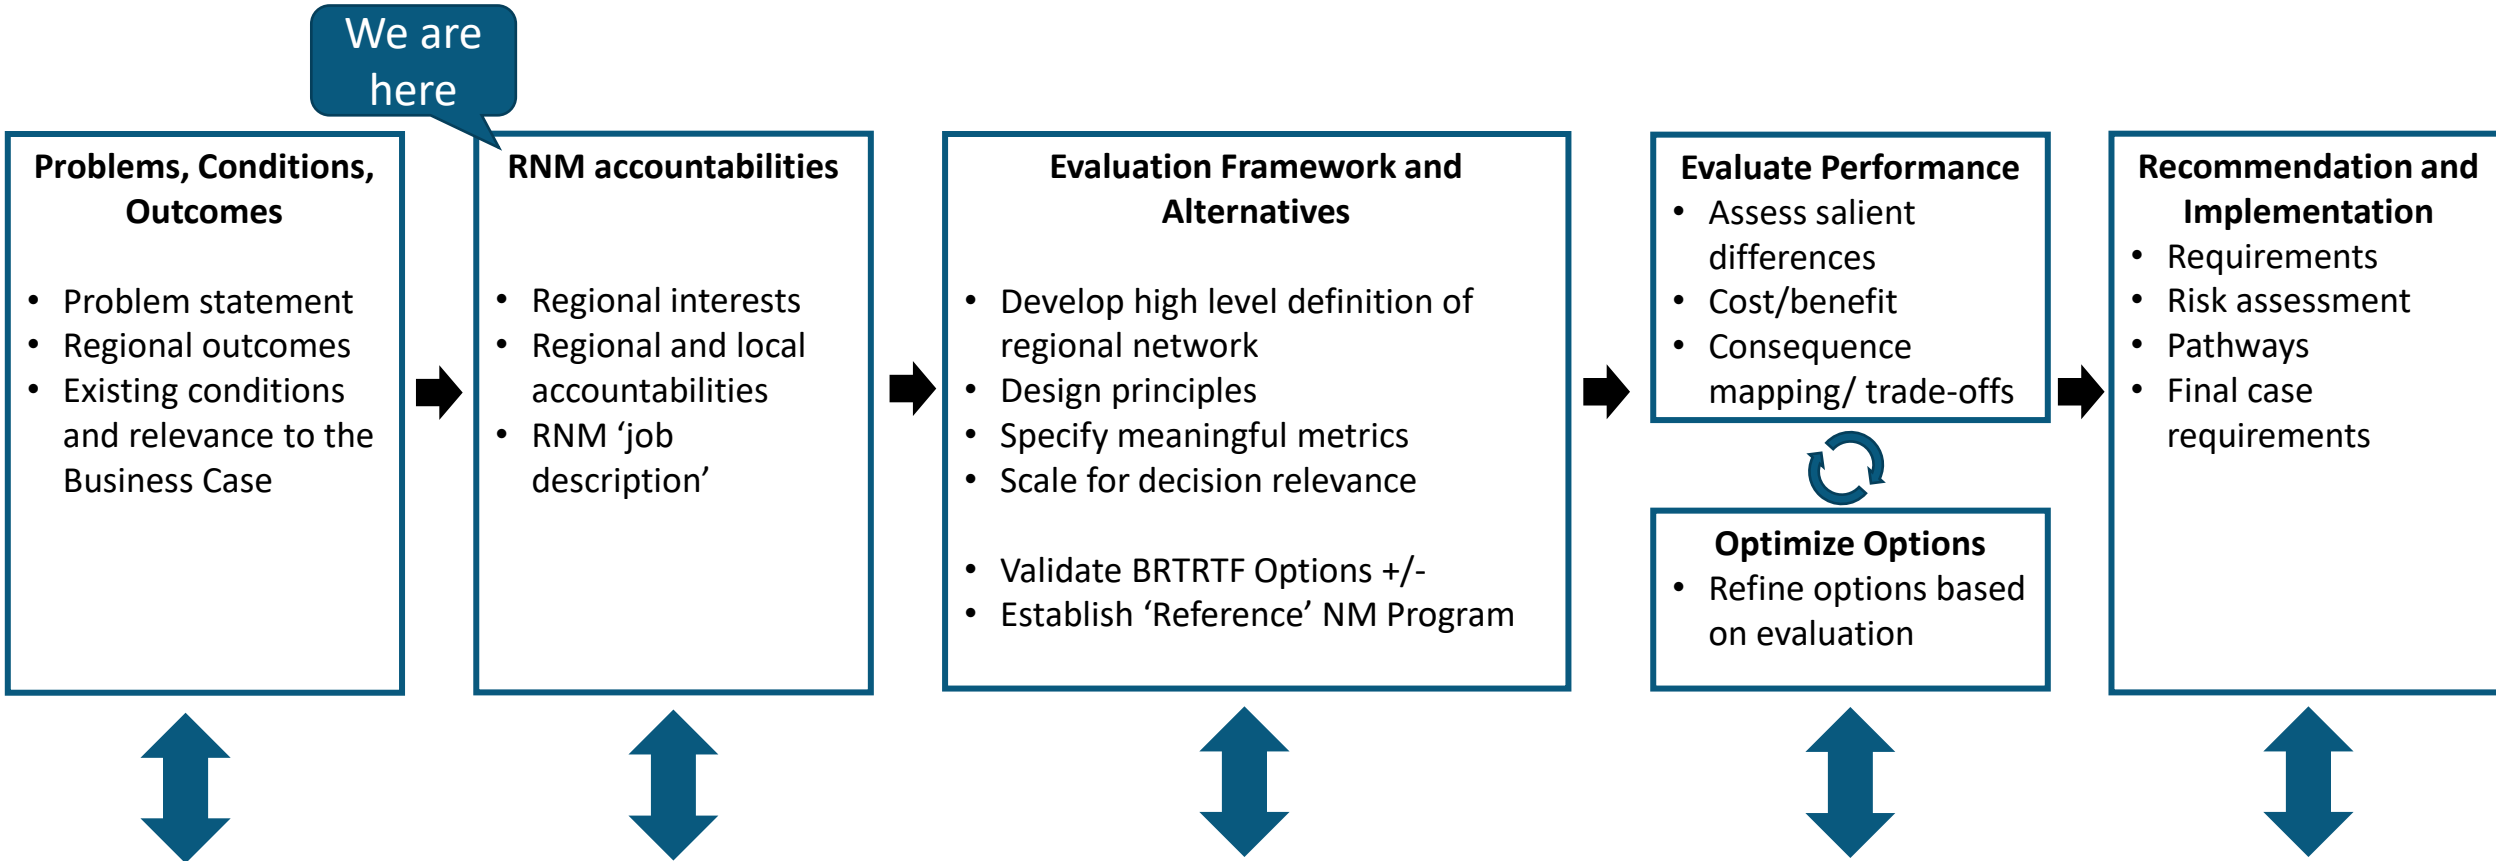 We are
here
Problems, Conditions,
Outcomes
• Problem statement
• Regional outcomes
• Existing conditions
and relevance to the
Business Case
RNM accountabilities
• Regional interests
• Regional and local
accountabilities
• RNM ‘job
description’
Evaluation Framework and
Alternatives
• Develop high level definition of
regional network
• Design principles
• Specify meaningful metrics
• Scale for decision relevance
• Validate BRTRTF Options +/-
• Establish ‘Reference’ NM Program
Evaluate Performance
• Assess salient
differences
• Cost/benefit
• Consequence
mapping/ trade-offs
Optimize Options
• Refine options based
on evaluation
Recommendation and
Implementation
• Requirements
• Risk assessment
• Pathways
• Final case
requirements